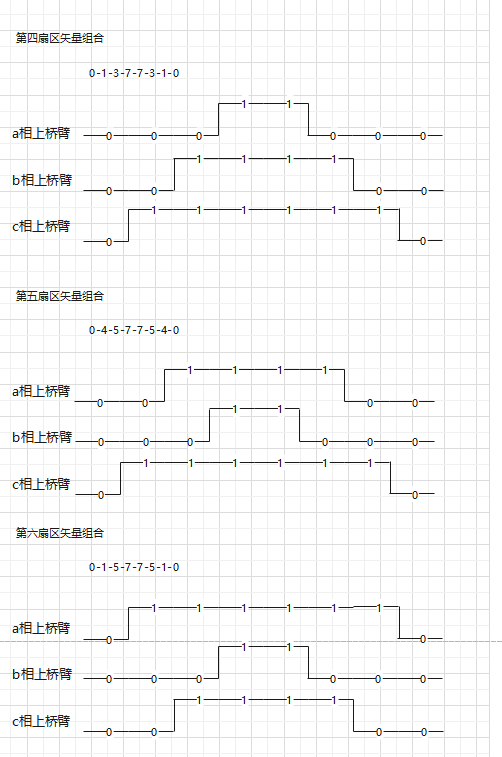 第四扇区矢量组合
0-1-3-7-7-3-1-0
a相上桥臂 0 0 0 1 1 0 0 0
b相上桥臂 0 0 1 1 1 1 0 0
c相上桥臂 0 1 1 1 1 1 1 0
第五扇区矢量组合
0-4-5-7-7-5-4-0
a相上桥臂 0 0 1 1 1 1 0 0
b相上桥臂 0 0 0 1 1 0 0 0
c相上桥臂 0 1 1 1 1 1 1 0
第六扇区矢量组合
0-1-5-7-7-5-1-0
a相上桥臂 0 1 1 1 1 1 1 0
b相上桥臂 0 0 0 1 1 0 0 0
c相上桥臂 0 0 1 1 1 1 0 0